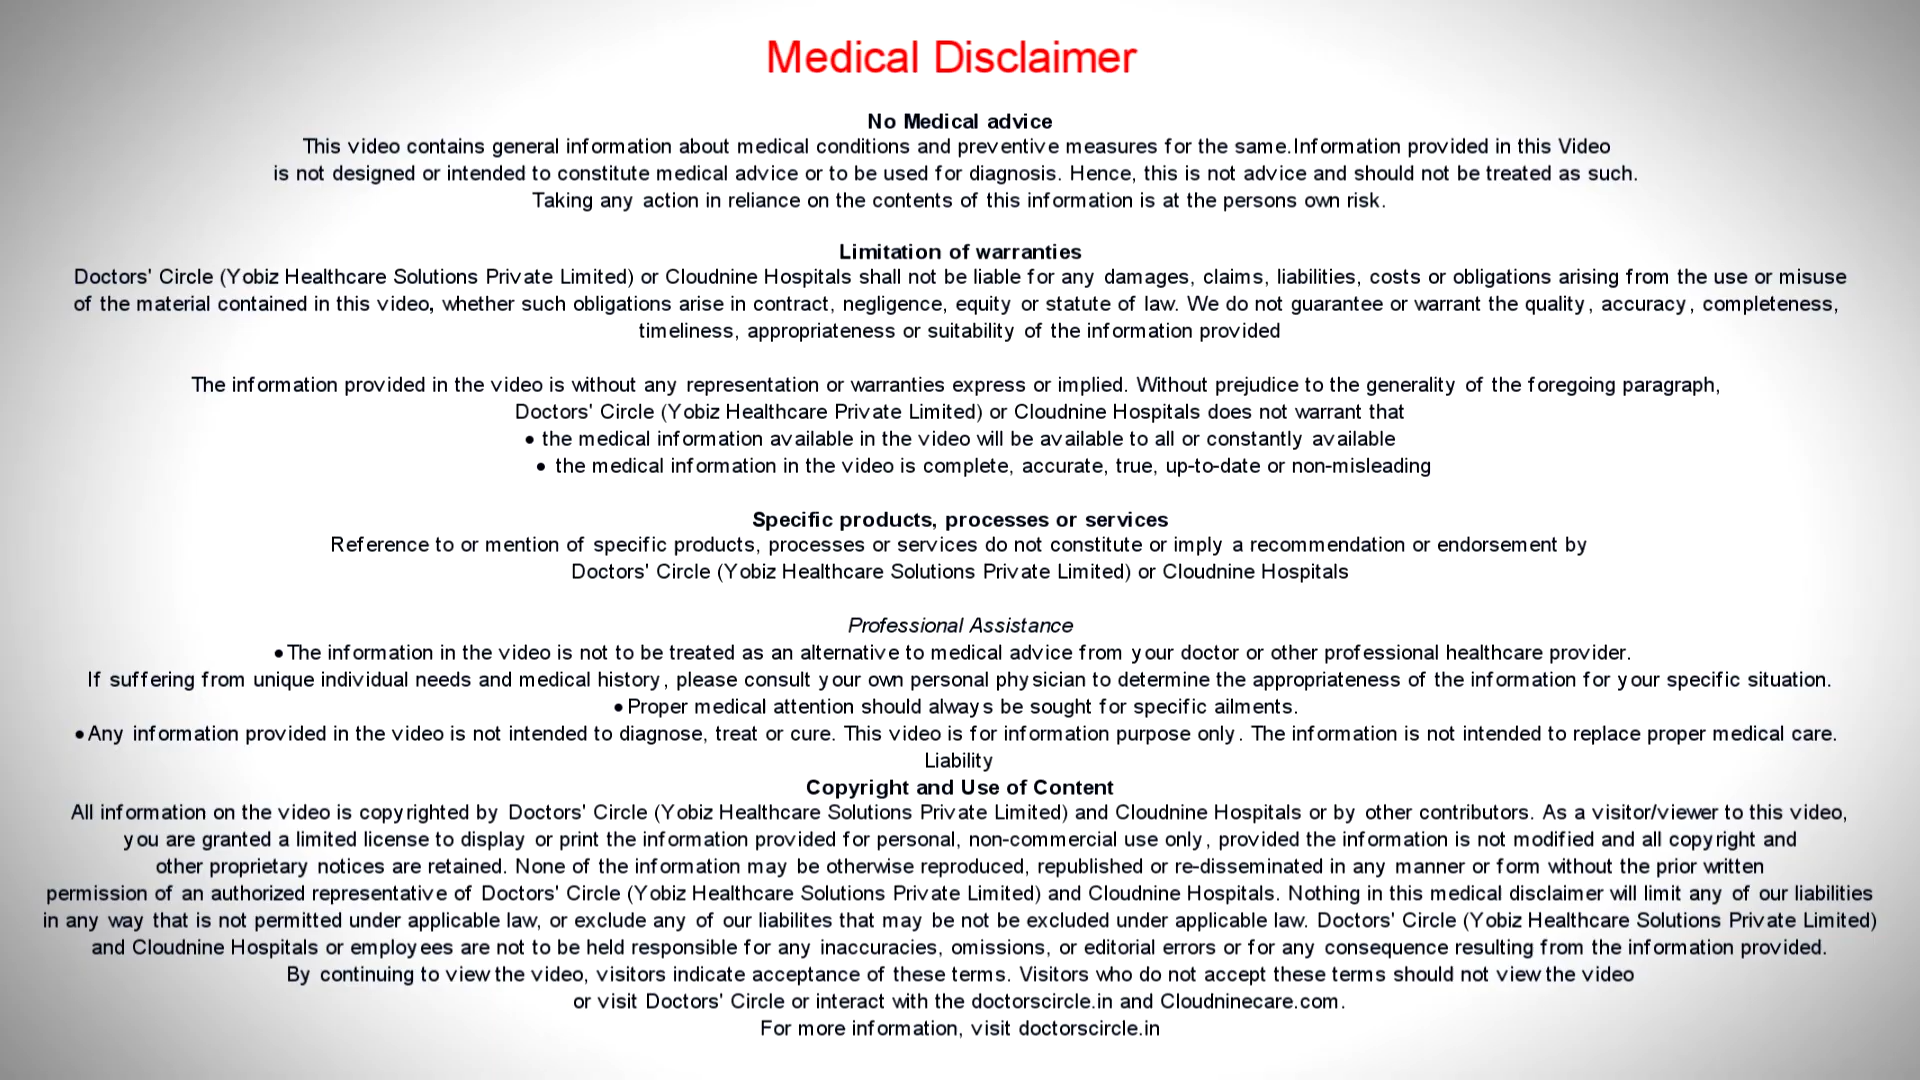 Medical Disclaimer
No Medical advice
This video contains general information about medical conditions and preventive measures for the same.Information provided in this Video
is not designed or intended to constitute medical advice or to be used for diagnosis. Hence, this is not advice and should not be treated as such.
Taking any action in reliance on the contents of this information is at the persons own risk.
Limitation of warranties
Doctors' Circle (Yobiz Healthcare Solutions Private Limited) or Cloudnine Hospitals shall not be liable for any damages, claims, liabilities, costs or obligations arising from the use or misuse
of the material contained in this video, whether such obligations arise in contract, negligence, equity or statute of law. We do not guarantee or warrant the quality, accuracy, completeness,
timeliness, appropriateness or suitability of the information provided
The information provided in the video is without any representation or warranties express or implied. Without prejudice to the generality of the foregoing paragraph,
Doctors' Circle (Yobiz Healthcare Private Limited) or Cloudnine Hospitals does not warrant that
• the medical information available in the video will be available to all or constantly available
• the medical information in the video is complete, accurate, true, up-to-date or non-misleading
Specific products, processes or services
Reference to or mention of specific products, processes or services do not constitute or imply a recommendation or endorsement by
Doctors' Circle (Yobiz Healthcare Solutions Private Limited) or Cloudnine Hospitals
Professional Assistance
•The information in the video is not to be treated as an alternative to medical advice from your doctor or other professional healthcare provider.
If suffering from unique individual needs and medical history, please consult your own personal physician to determine the appropriateness of the information for your specific situation.
•Proper medical attention should always be sought for specific ailments.
•Any information provided in the video is not intended to diagnose, treat or cure. This video is for information purpose only. The information is not intended to replace proper medical care.
Liability
Copyright and Use of Content
All information on the video is copyrighted by Doctors' Circle (Yobiz Healthcare Solutions Private Limited) and Cloudnine Hospitals or by other contributors. As a visitor/viewer to this video,
you are granted a limited license to display or print the information provided for personal, non-commercial use only, provided the information is not modified and all copyright and
other proprietary notices are retained. None of the information may be otherwise reproduced, republished or re-disseminated in any manner or form without the prior written
permission of an authorized representative of Doctors' Circle (Yobiz Healthcare Solutions Private Limited) and Cloudnine Hospitals. Nothing in this medical disclaimer will limit any of our liabilities
in any way that is not permitted under applicable law, or exclude any of our liabilites that may be not be excluded under applicable law. Doctors' Circle (Yobiz Healthcare Solutions Private Limited)
and Cloudnine Hospitals or employees are not to be held responsible for any inaccuracies, omissions, or editorial errors or for any consequence resulting from the information provided.
By continuing to view the video, visitors indicate acceptance of these terms. Visitors who do not accept these terms should not view the video
or visit Doctors' Circle or interact with the doctorscircle.in and Cloudninecare.com.
For more information, visit doctorscircle.in